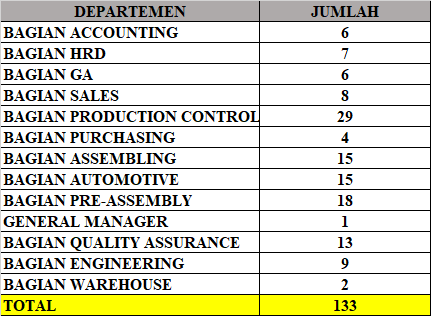 DEPARTEMEN JUMLAH
BAGIAN ACCOUNTING 6
BAGIAN HRD 7
BAGIAN GA 6
BAGIAN SALES 8
BAGIAN PRODUCTION CONTROL 29
BAGIAN PURCHASING 4
BAGIAN ASSEMBLING 15
BAGIAN AUTOMOTIVE 15
BAGIAN PRE-ASSEMBLY 18
GENERAL MANAGER 1
BAGIAN QUALITY ASSURANCE 13
BAGIAN ENGINEERING 9
BAGIAN WAREHOUSE 2
TOTAL 133